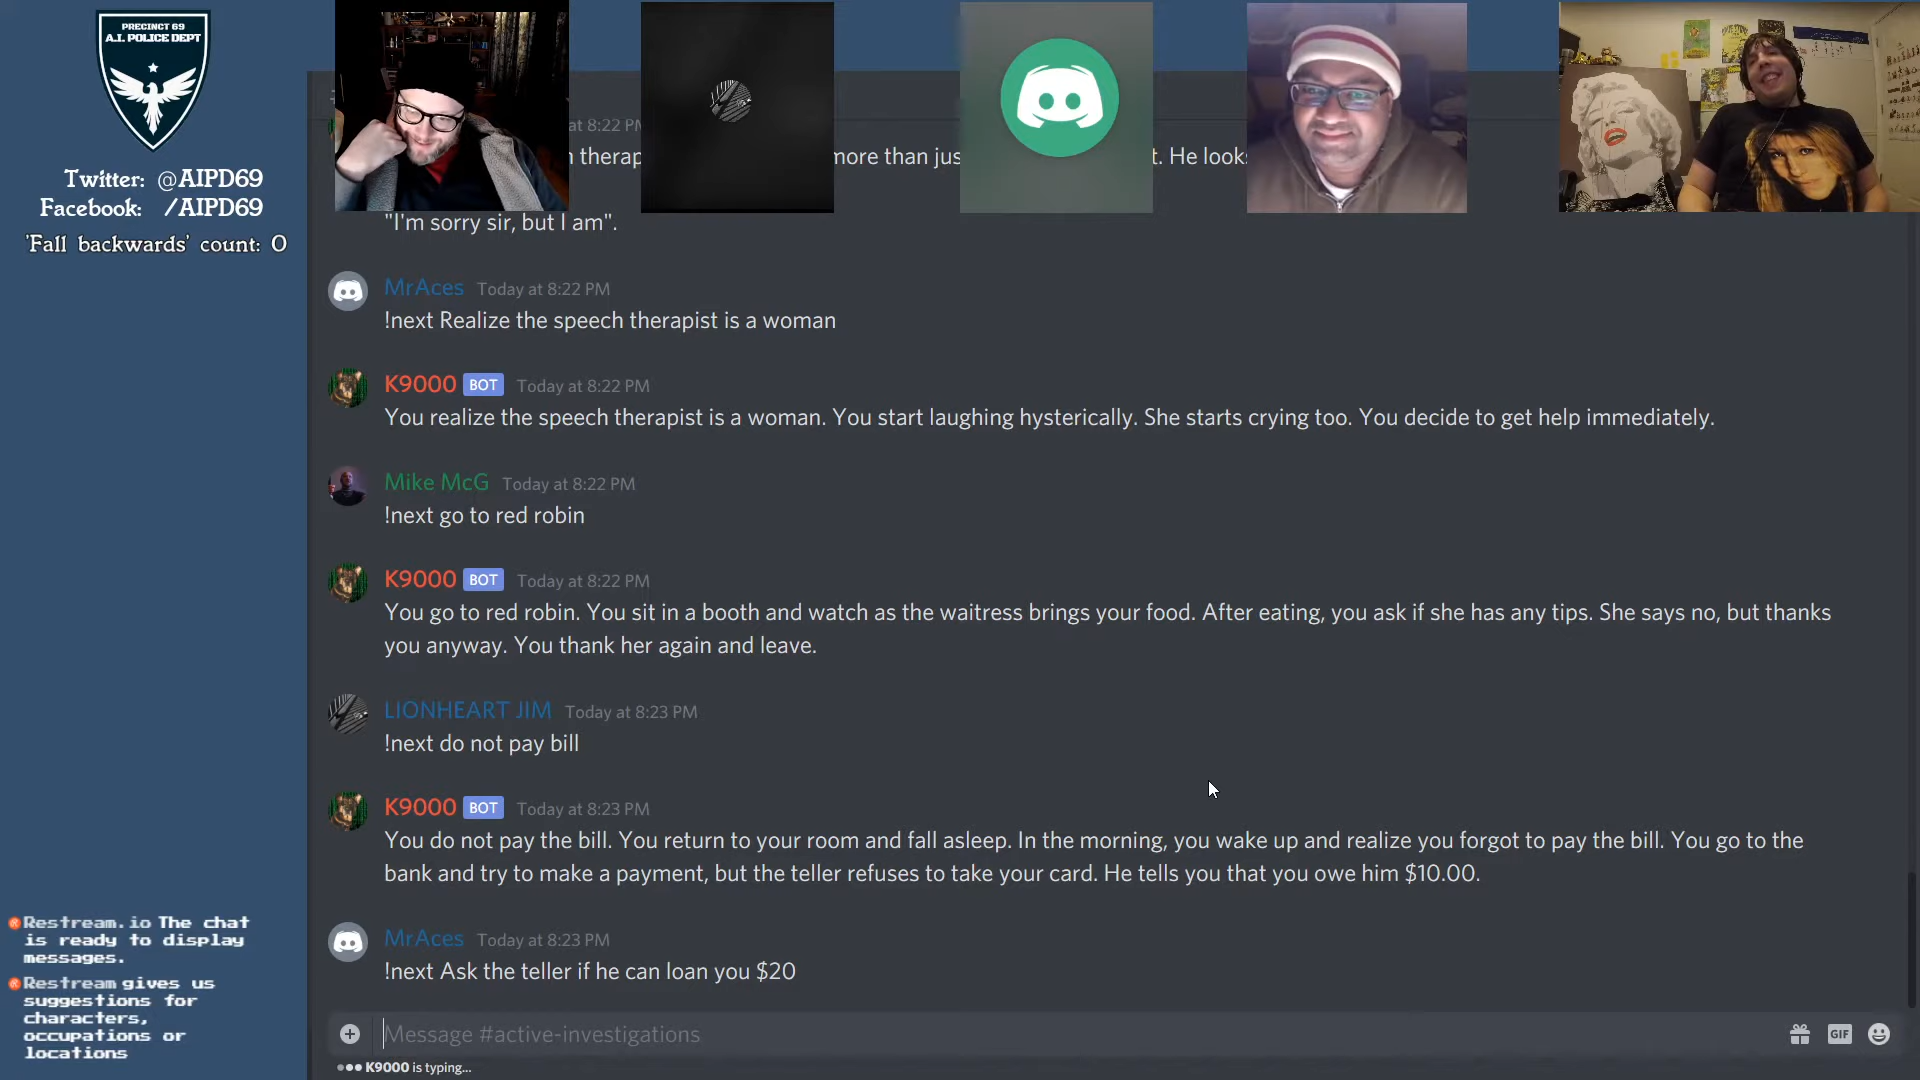 PRECINCT 69
A.I. POLICE DEPT
Twitter: @AIPD69
Facebook: /AIPD69
'Fall backwards' count: 0
at 8:22 PM
therap
more than jus
t. He looks
"I'm sorry sir, but I am".
MrAces Today at 8:22 PM
!next Realize the speech therapist is a woman
K9000 BOT Today at 8:22 PM
You realize the speech therapist is a woman. You start laughing hysterically. She starts crying too. You decide to get help immediately.
Mike McG Today at 8:22 PM
!next go to red robin
K9000 BOT Today at 8:22 PM
You go to red robin. You sit in a booth and watch as the waitress brings your food. After eating, you ask if she has any tips. She says no, but thanks
you anyway. You thank her again and leave.
LIONHEART JIM Today at 8:23 PM
!next do not pay bill
K9000 BOT Today at 8:23 PM
You do not pay the bill. You return to your room and fall asleep. In the morning, you wake up and realize you forgot to pay the bill. You go to the
bank and try to make a payment, but the teller refuses to take your card. He tells you that you owe him $10.00.
MrAces Today at 8:23 PM
!next Ask the teller if he can loan you $20
Message #active-investigations
GIF
K9000 is typing...
Restream.io The chat
is ready to display
messages.
Restream gives us
suggestions for
characters,
occupations or
locations